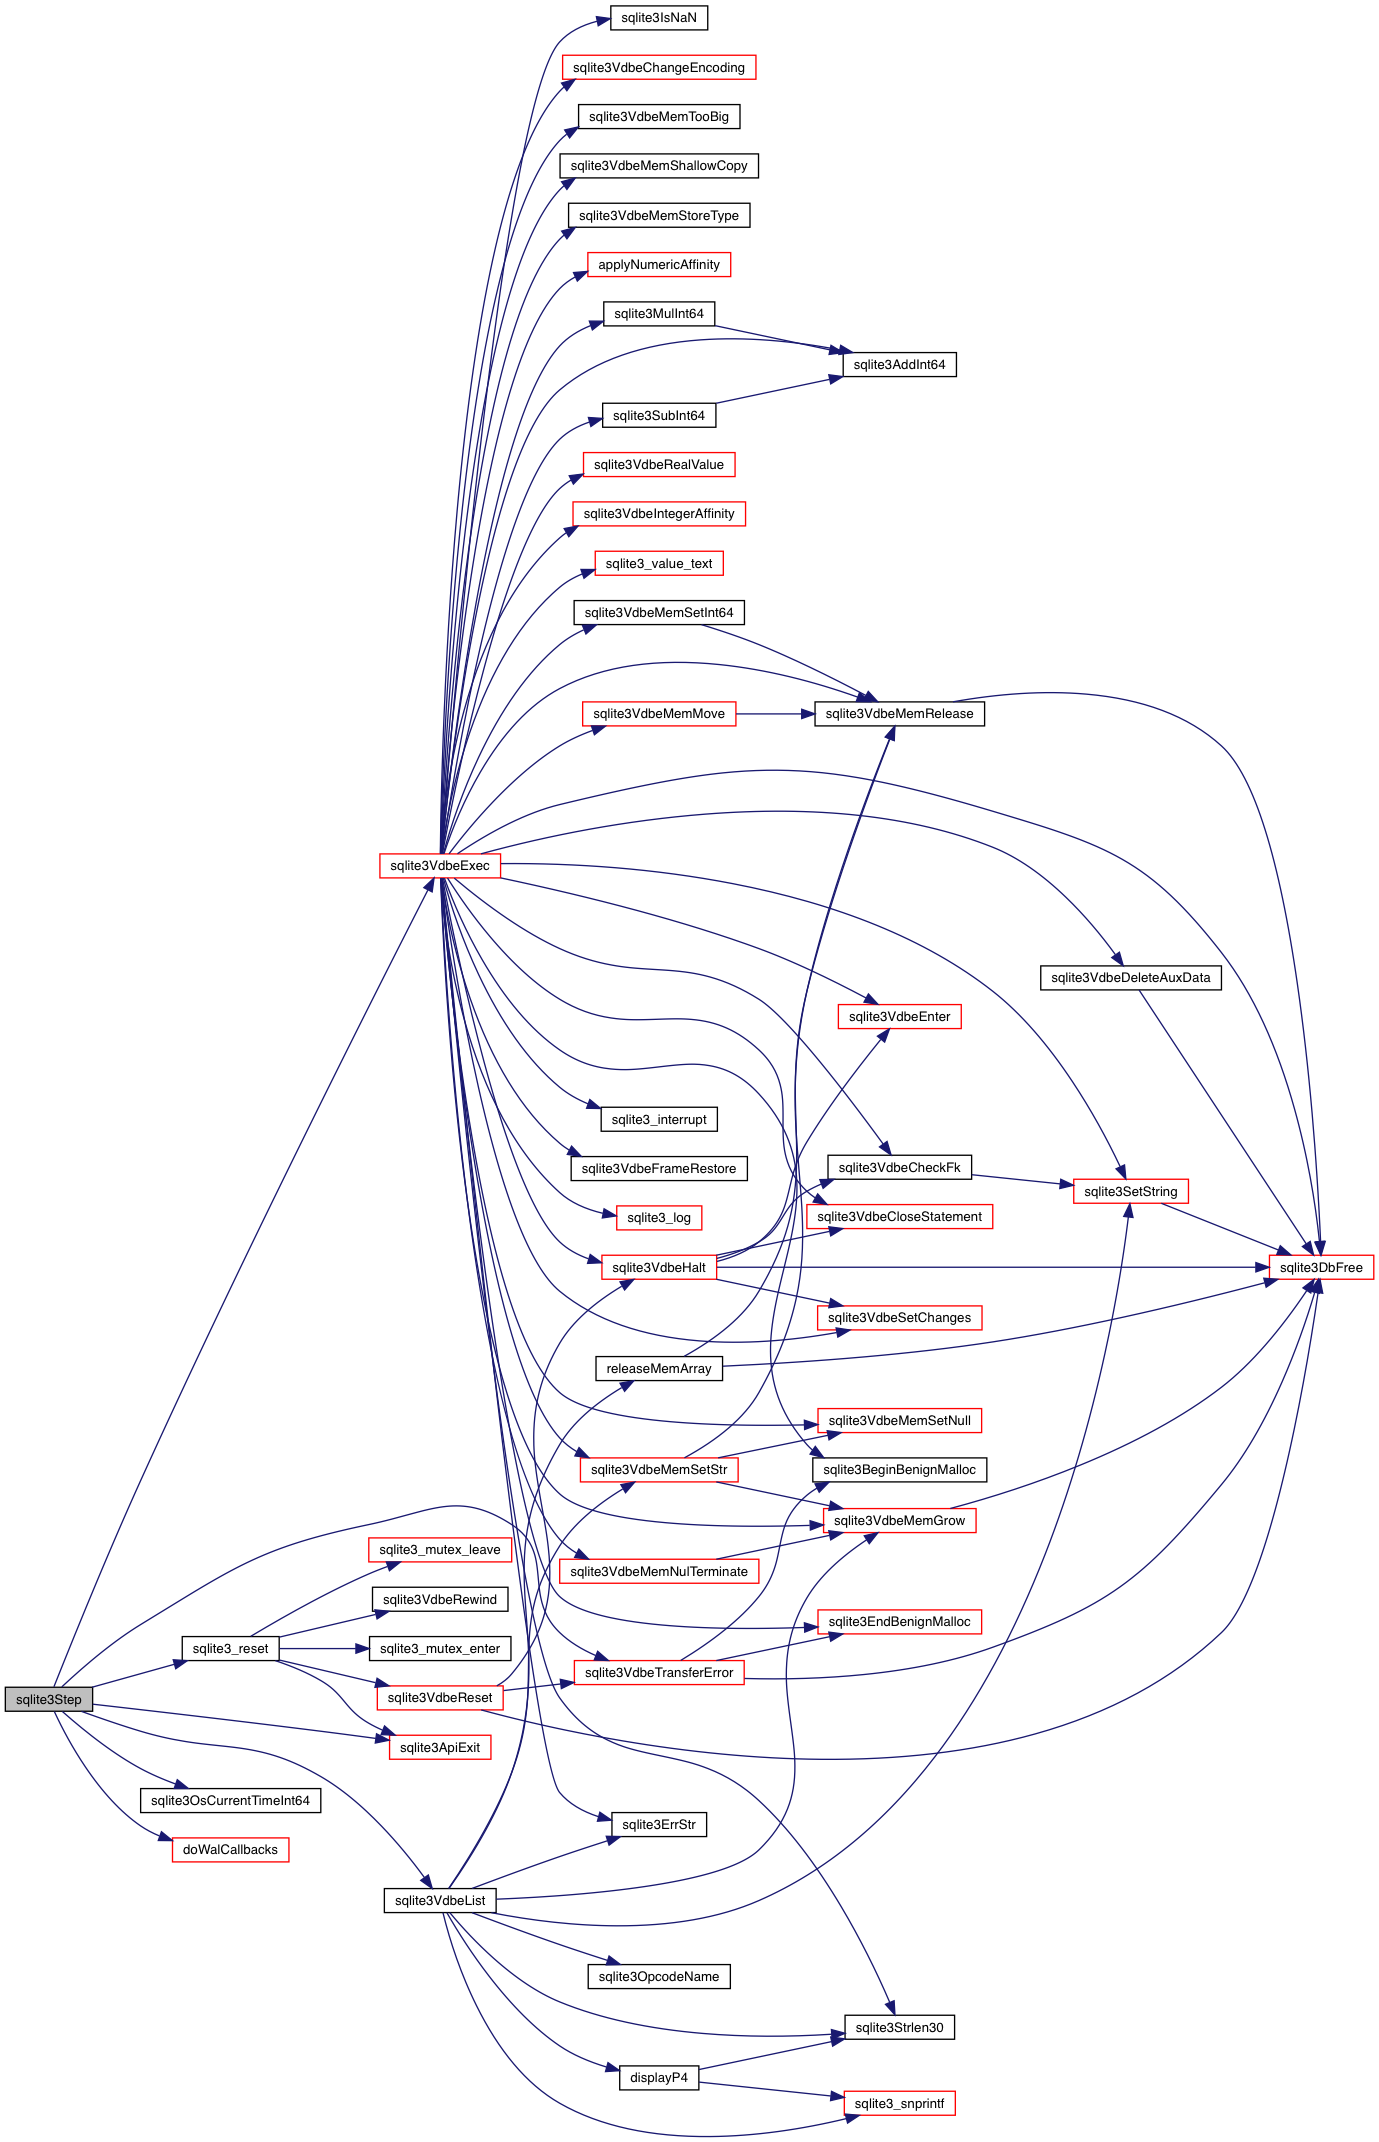 sqlite3IsNaN
sqlite3VdbeChangeEncoding
sqlite3VdbeMemTooBig
sqlite3VdbeMemShallowCopy
sqlite3VdbeMemStoreType
applyNumericAffinity
sqlite3MulInt64
sqlite3AddInt64
sqlite3SubInt64
sqlite3VdbeRealValue
sqlite3VdbeIntegerAffinity
sqlite3_value_text
sqlite3VdbeMemSetInt64
sqlite3VdbeMemMove
sqlite3VdbeMemRelease
sqlite3VdbeExec
sqlite3VdbeDeleteAuxData
sqlite3VdbeEnter
sqlite3_interrupt
sqlite3VdbeFrameRestore
sqlite3VdbeCheckFk
sqlite3SetString
sqlite3_log
sqlite3VdbeCloseStatement
sqlite3VdbeHalt
sqlite3DbFree
sqlite3VdbeSetChanges
releaseMemArray
sqlite3VdbeMemSetNull
sqlite3VdbeMemSetStr
sqlite3BeginBenignMalloc
sqlite3VdbeMemGrow
sqlite3_mutex_leave
sqlite3VdbeMemNulTerminate
sqlite3VdbeRewind
sqlite3EndBenignMalloc
sqlite3_reset
sqlite3_mutex_enter
sqlite3VdbeTransferError
sqlite3Step
sqlite3VdbeReset
sqlite3ApiExit
sqlite3OsCurrentTimeInt64
sqlite3ErrStr
doWalCallbacks
sqlite3VdbeList
sqlite3OpcodeName
sqlite3Strlen30
displayP4
sqlite3_snprintf